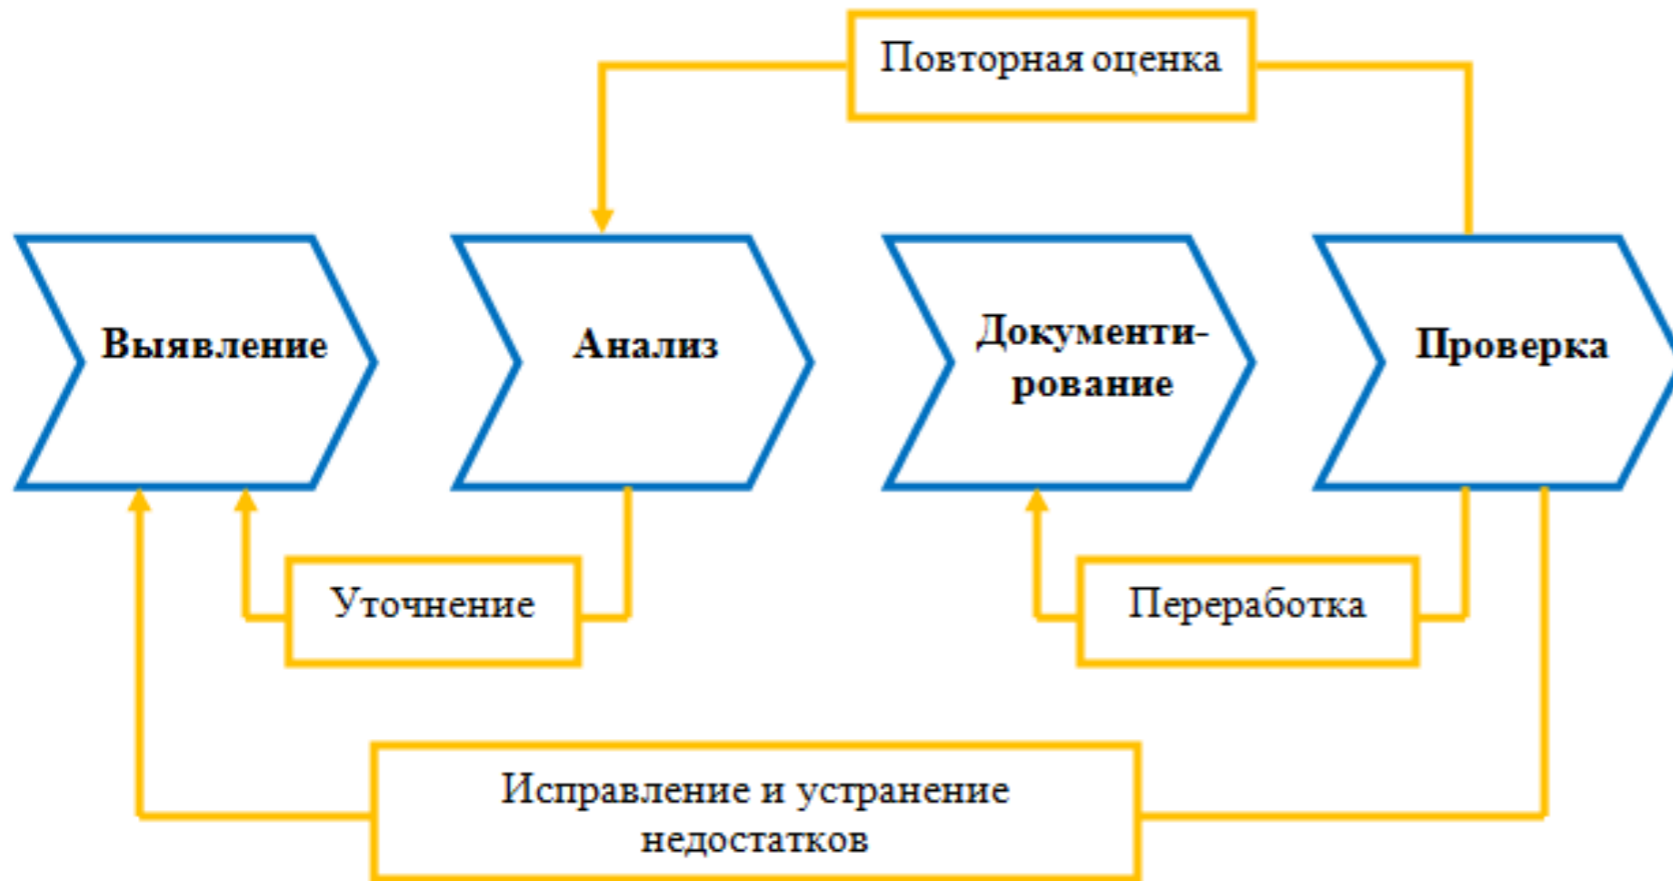 Повторная оценка
Выявление
Анализ
Документи-
рование
Проверка
Уточнение
Переработка
Исправление и устранение
недостатков